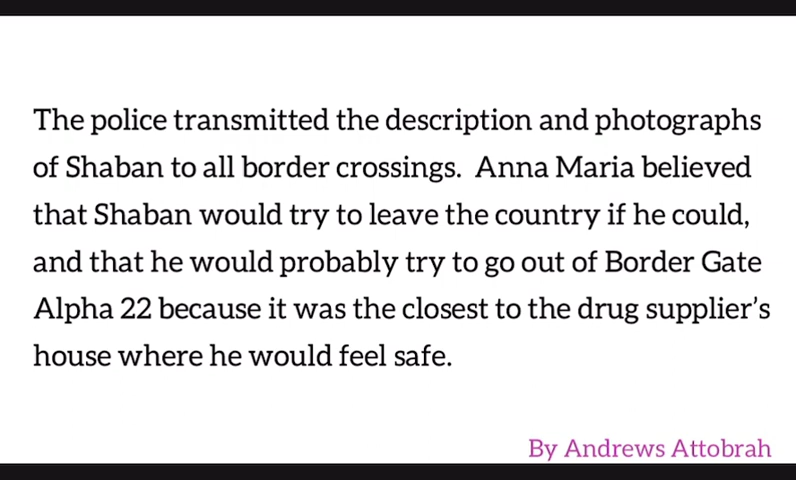 The police transmitted the description and photographs
of Shaban to all border crossings.  Anna Maria believed
that Shaban would try to leave the country if he could,
and that he would probably try to go out of Border Gate
Alpha 22 because it was the closest to the drug supplier’s
house where he would feel safe.
By Andrews Attobrah